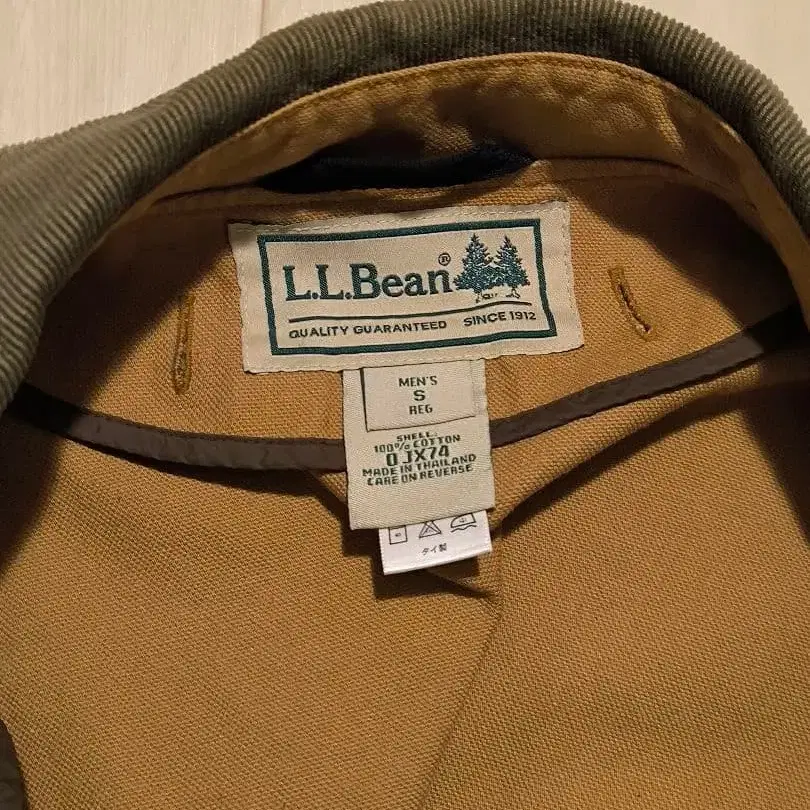 L.L.Bean®
QUALITY GUARANTEED SINCE 1912
MEN'S
S
REG
SHELL:
100% COTTON
0JX74
MADE IN THAILAND
CARE ON REVERSE
タイ製